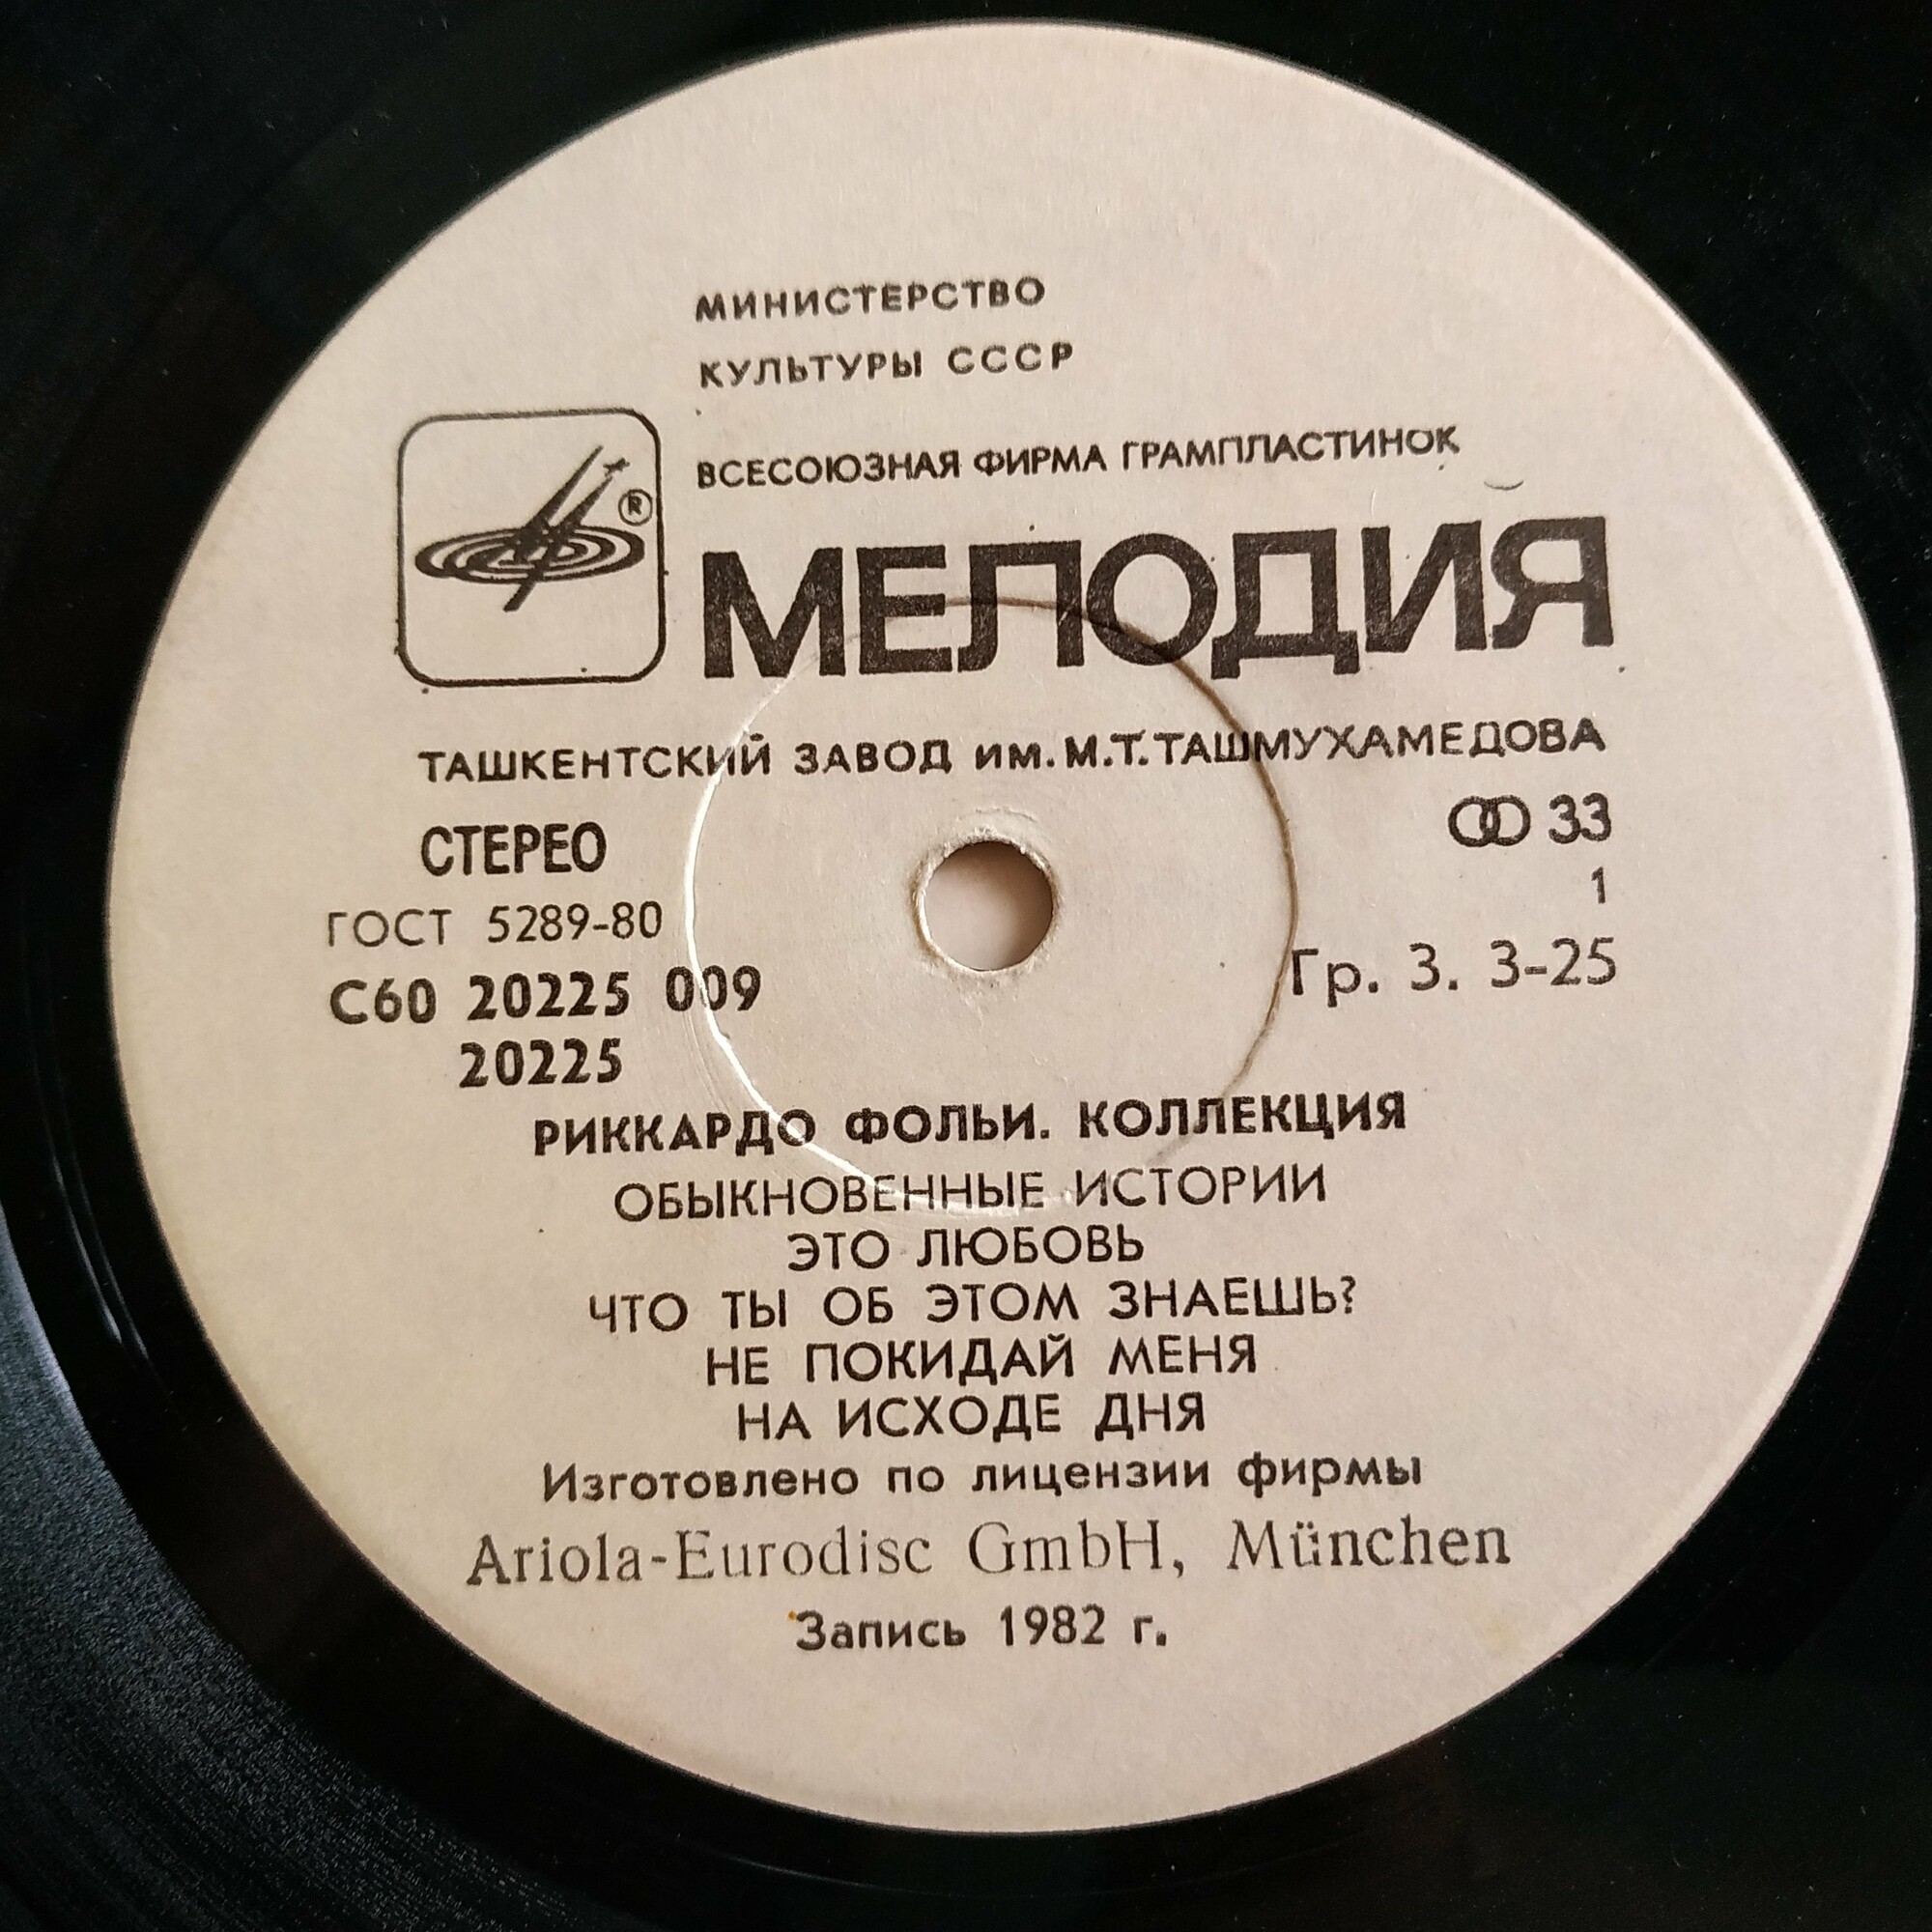 МИНИСТЕРСТВО
КУЛЬТУРЫ СССР
ВСЕСОЮЗНАЯ ФИРМА ГРАМПЛАСТИНОК
®
МЕЛОДИЯ
ТАШКЕНТСКИЙ ЗАВОД им. М.Т. ТАШМУХАМЕДОВА
СТЕРЕО 33
ГОСТ 5289-80 1
С60 20225 009 Гр. 3. 3-25
20225
РИККАРДО ФОЛЬИ. КОЛЛЕКЦИЯ
ОБЫКНОВЕННЫЕ ИСТОРИИ
ЭТО ЛЮБОВЬ
ЧТО ТЫ ОБ ЭТОМ ЗНАЕШЬ?
НЕ ПОКИДАЙ МЕНЯ
НА ИСХОДЕ ДНЯ
Изготовлено по лицензии фирмы
Ariola-Eurodisc GmbH, München
Запись 1982 г.